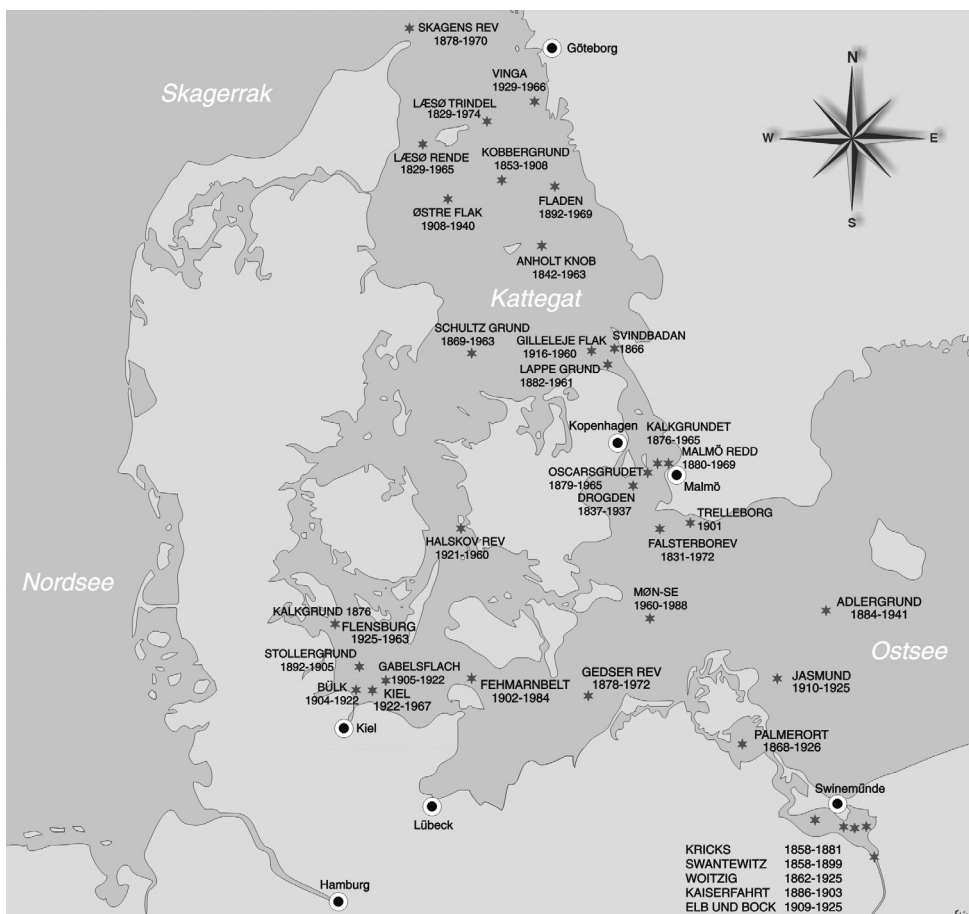 SKAGENS REV
1878-1970
Göteborg
N
VINGA
1929-1966
Skagerrak
LÆSØ TRINDEL
1829-1974
W
E
LÆSØ RENDE
1829-1965
KOBBERGRUND
1853-1908
FLADEN
1892-1969
ØSTRE FLAK
1908-1940
S
ANHOLT KNOB
1842-1963
Kattegat
SCHULTZ GRUND
1869-1963
GILLELEJE FLAK
1916-1960
SVINDBADAN
1866
LAPPE GRUND
1882-1961
Kopenhagen
KALKGRUNDET
1876-1965
MALMÖ REDD
1880-1969
OSCARSGRUDET
1879-1965
Malmö
DROGDEN
1837-1937
TRELLEBORG
1901
HALSKOV REV
1921-1960
FALSTERBOREV
1831-1972
Nordsee
MØN-SE
1960-1988
ADLERGRUND
1884-1941
KALKGRUND 1876
FLENSBURG
1925-1963
Ostsee
STOLLERGRUND
1892-1905
GABELSFLACH
1905-1922
BÜLK
1904-1922
KIEL
1922-1967
FEHMARNBELT
1902-1984
GEDSER REV
1878-1972
JASMUND
1910-1925
Kiel
PALMERORT
1868-1926
Swinemünde
Lübeck
KRICKS 1858-1881
SWANTEWITZ 1858-1899
WOITZIG 1862-1925
KAISERFAHRT 1886-1903
ELB UND BOCK 1909-1925
Hamburg